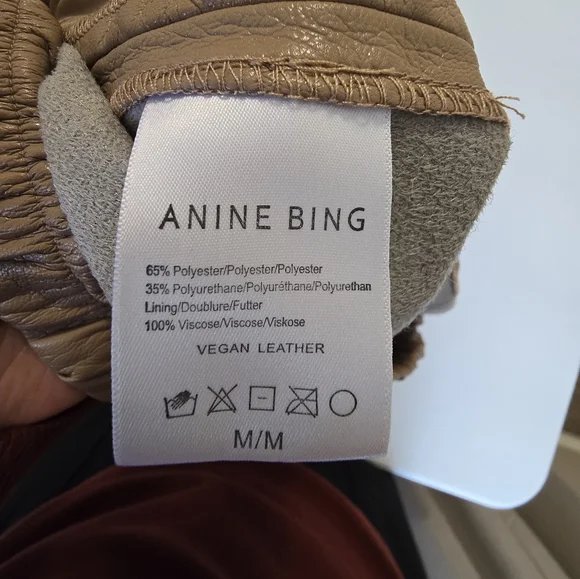 ANINE BING
65% Polyester/Polyester/Polyester
35% Polyurethane/Polyuréthane/Polyurethan
Lining/Doublure/Futter
100% Viscose/Viscose/Viskose
VEGAN LEATHER
M/M